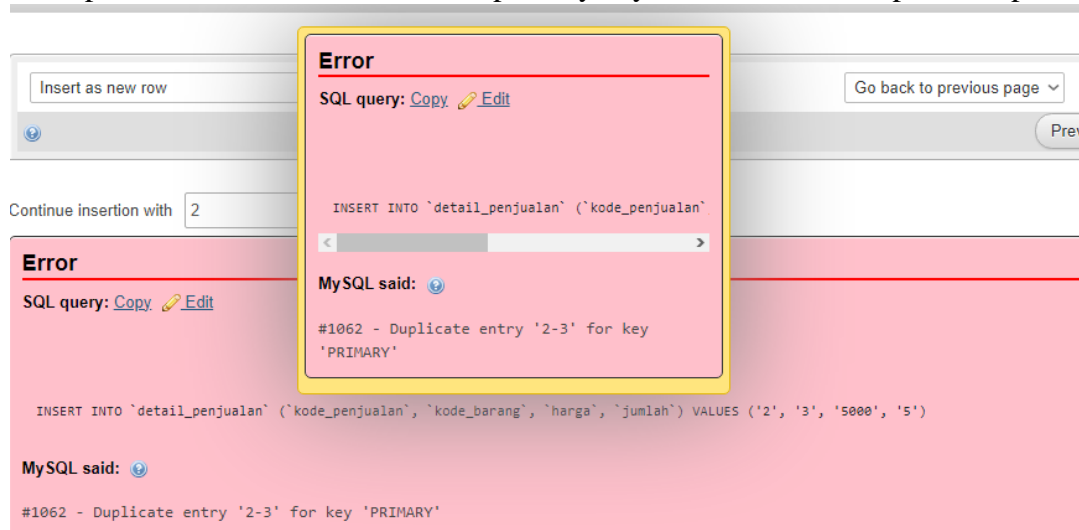 Insert as new row
Go back to previous page
Continue insertion with 2
Error
SQL query: Copy Edit
INSERT INTO `detail_penjualan` (`kode_penjualan`
MySQL said:
#1062 - Duplicate entry '2-3' for key
'PRIMARY'
Error
SQL query: Copy Edit
INSERT INTO `detail_penjualan` (`kode_penjualan`, `kode_barang`, `harga`, `jumlah`) VALUES ('2', '3', '5000', '5')
MySQL said:
#1062 - Duplicate entry '2-3' for key 'PRIMARY'